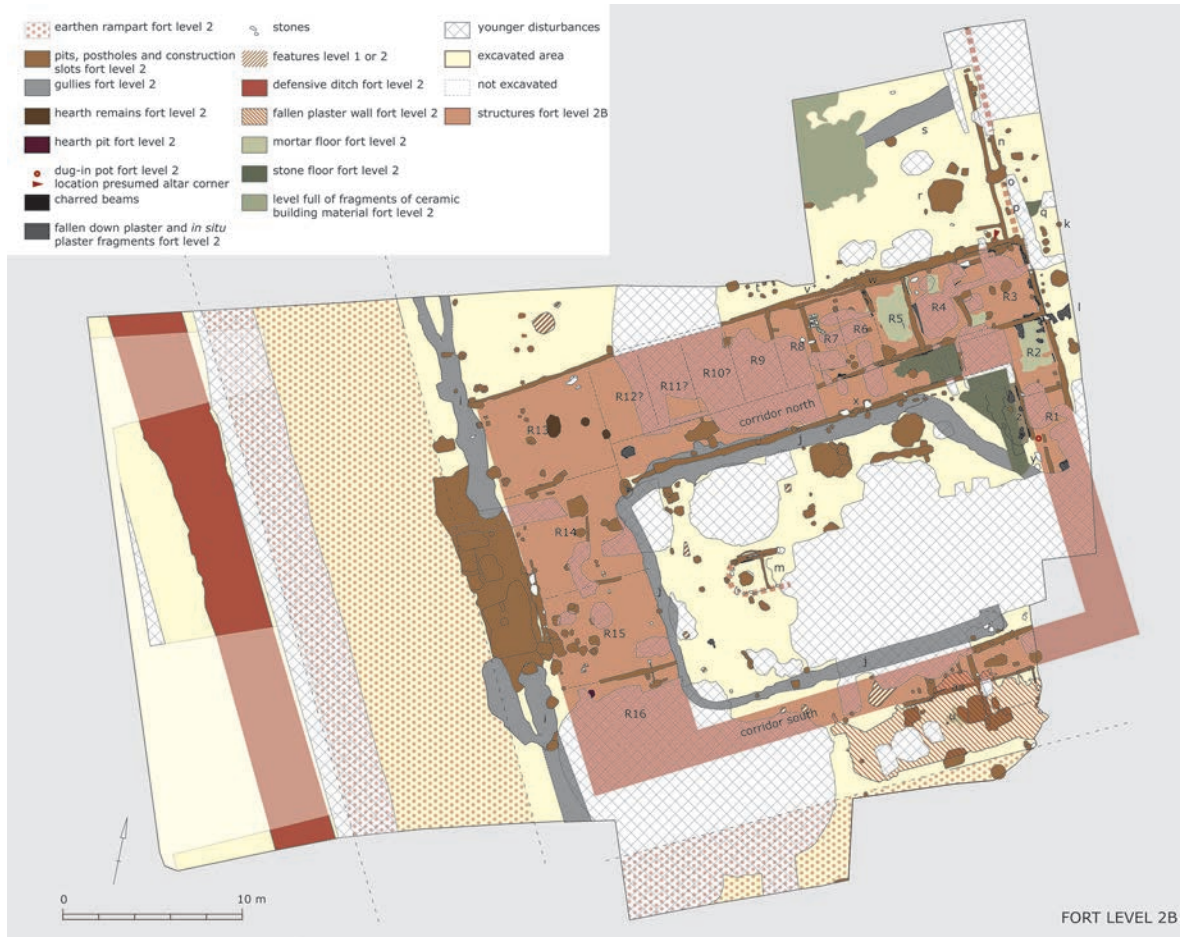 earthen rampart fort level 2
pits, postholes and construction
slots fort level 2
gullies fort level 2
hearth remains fort level 2
hearth pit fort level 2
dug-in pot fort level 2
location presumed altar corner
charred beams
fallen down plaster and in situ
plaster fragments fort level 2
stones
features level 1 or 2
defensive ditch fort level 2
fallen plaster wall fort level 2
mortar floor fort level 2
stone floor fort level 2
level full of fragments of ceramic
building material fort level 2
younger disturbances
excavated area
not excavated
structures fort level 2B
s
n
r
o
p
q
k
t
v
w
R3
R4
R5
l
R6
R7
R8
R2
R9
R10?
R11?
R12?
x
R1
corridor north
R13
j
z
y
R14
m
i
j
R15
j
R16
corridor south
u
i
0
10 m
FORT LEVEL 2B